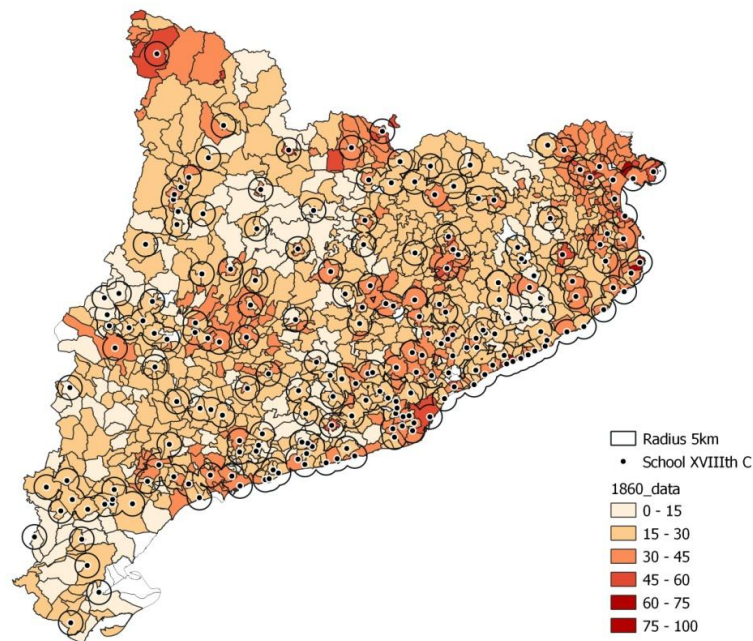 Radius 5km
School XVIIIth C
1860_data
0 - 15
15 - 30
30 - 45
45 - 60
60 - 75
75 - 100